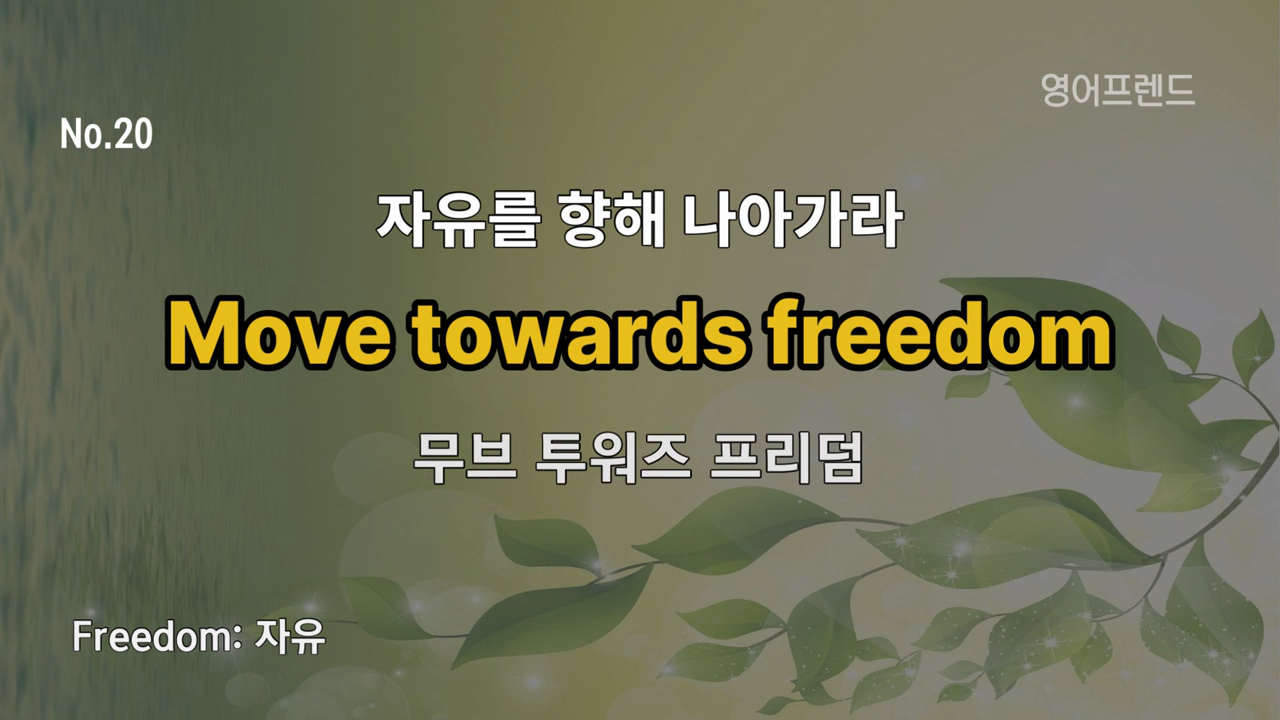 영어프렌드
No.20
자유를 향해 나아가라
Move towards freedom
무브 투워즈 프리덤
Freedom: 자유